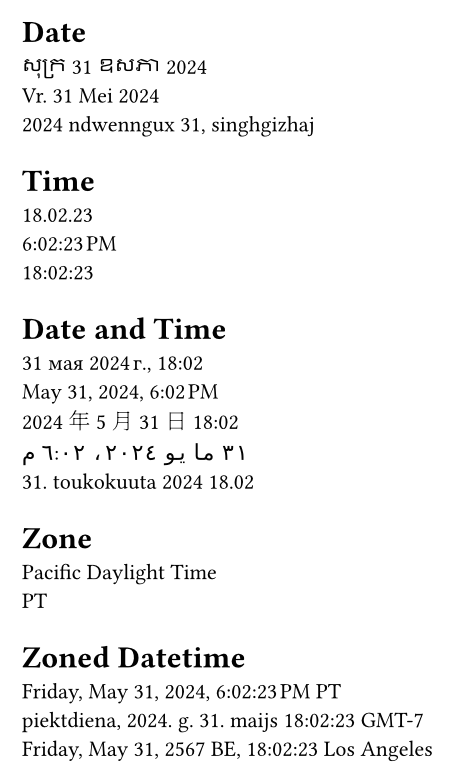 Date
សុក្រ 31 ឧសភា 2024
Vr. 31 Mei 2024
2024 ndwenngux 31, singhgizhaj
Time
18.02.23
6:02:23 PM
18:02:23
Date and Time
31 мая 2024 г., 18:02
May 31, 2024, 6:02 PM
2024 年 5 月 31 日 18:02
٣١ مايو ٢٠٢٤، ٦:٠٢ م
31. toukokuuta 2024 18.02
Zone
Pacific Daylight Time
PT
Zoned Datetime
Friday, May 31, 2024, 6:02:23 PM PT
piektdiena, 2024. g. 31. maijs 18:02:23 GMT-7
Friday, May 31, 2567 BE, 18:02:23 Los Angeles